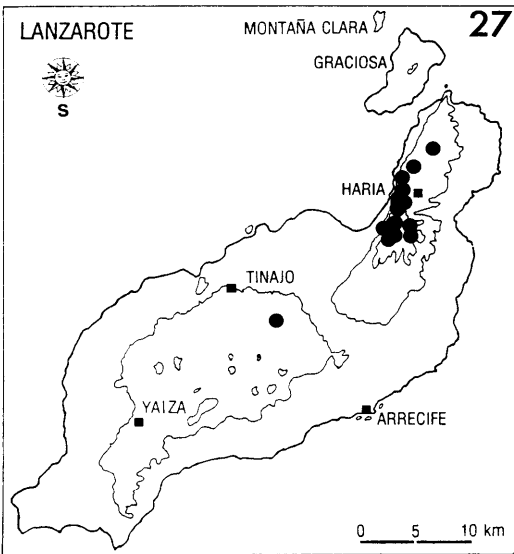 LANZAROTE
MONTAÑA CLARA
27
GRACIOSA
S
HARIA
TINAJO
YAIZA
ARRECIFE
0 5 10 km